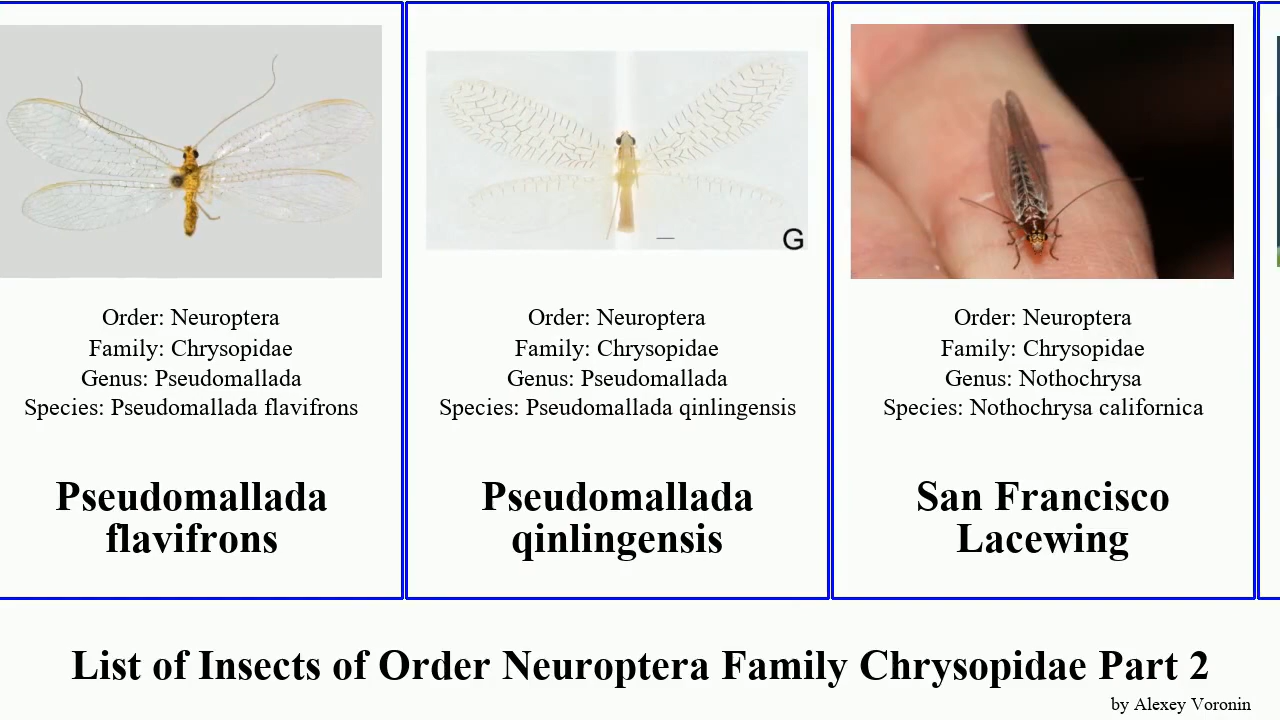 G
Order: Neuroptera
Family: Chrysopidae
Genus: Pseudomallada
Species: Pseudomallada flavifrons
Pseudomallada
flavifrons
Order: Neuroptera
Family: Chrysopidae
Genus: Pseudomallada
Species: Pseudomallada qinlingensis
Pseudomallada
qinlingensis
Order: Neuroptera
Family: Chrysopidae
Genus: Nothochrysa
Species: Nothochrysa californica
San Francisco
Lacewing
List of Insects of Order Neuroptera Family Chrysopidae Part 2
by Alexey Voronin